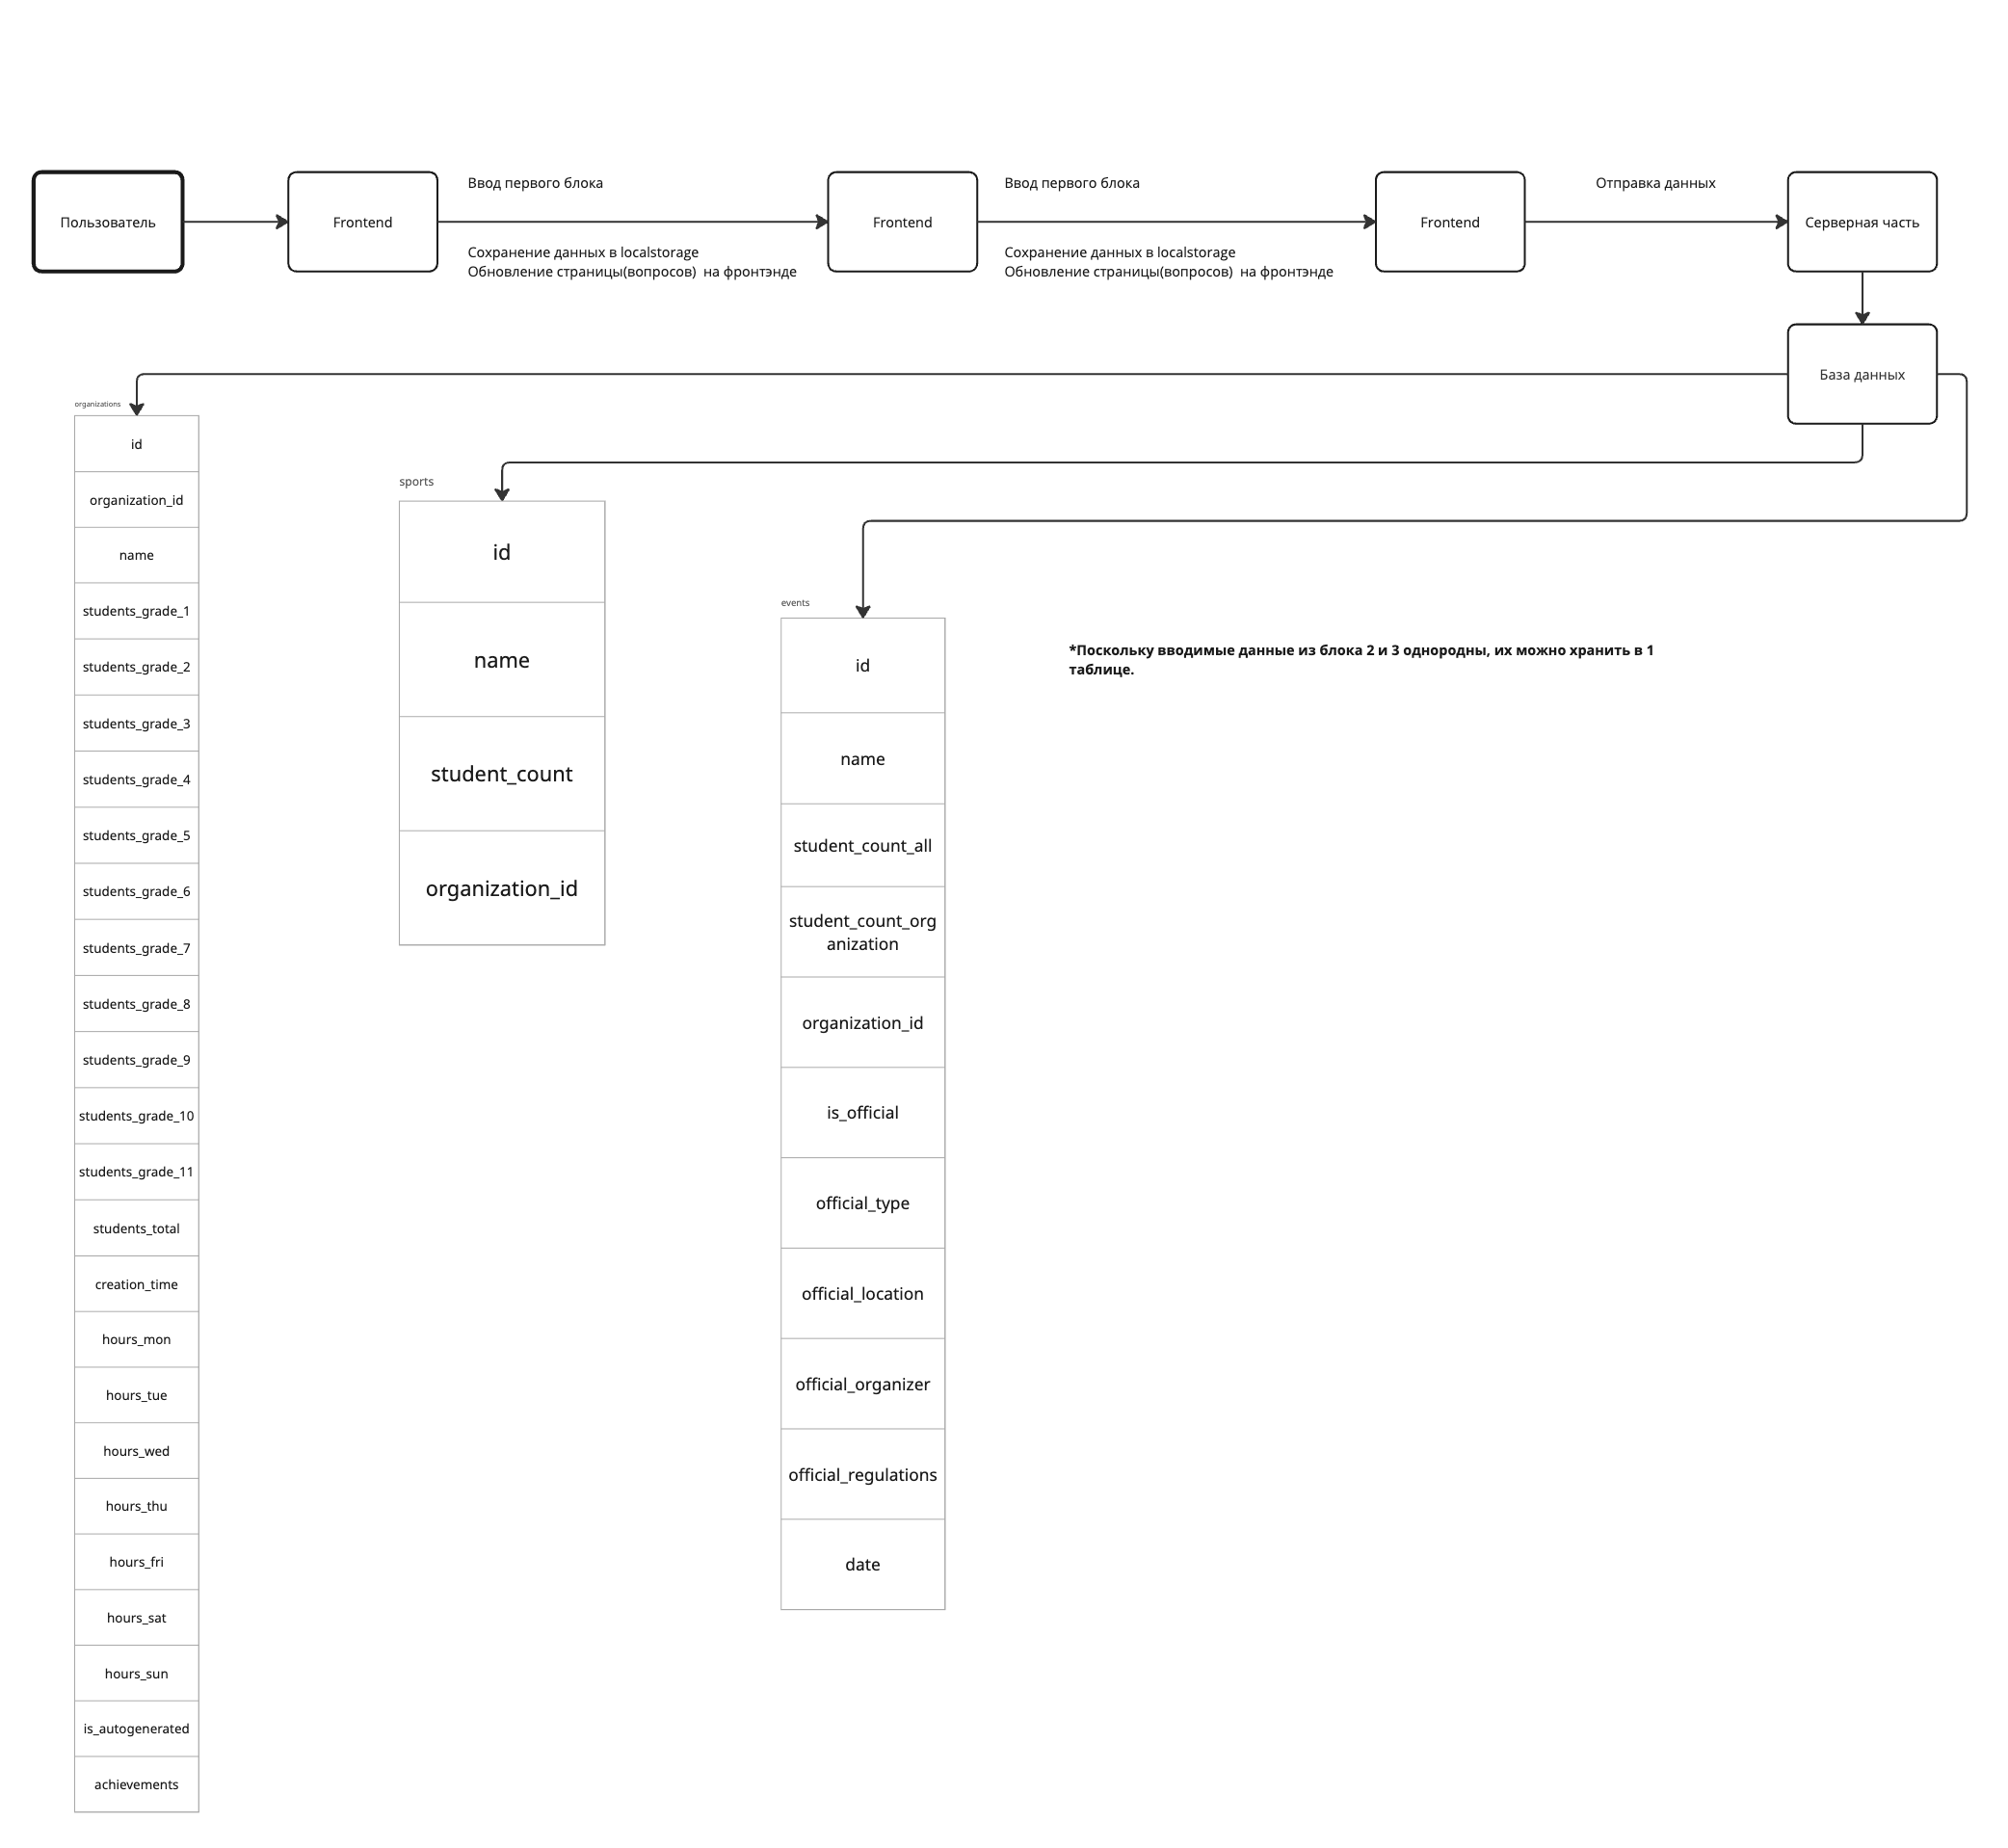 Пользователь
Frontend
Ввод первого блока
Сохранение данных в localstorage
Обновление страницы(вопросов)  на фронтэнде
Frontend
Ввод первого блока
Сохранение данных в localstorage
Обновление страницы(вопросов)  на фронтэнде
Frontend
Отправка данных
Серверная часть
База данных
organizations
id
organization_id
name
students_grade_1
students_grade_2
students_grade_3
students_grade_4
students_grade_5
students_grade_6
students_grade_7
students_grade_8
students_grade_9
students_grade_10
students_grade_11
students_total
creation_time
hours_mon
hours_tue
hours_wed
hours_thu
hours_fri
hours_sat
hours_sun
is_autogenerated
achievements
sports
id
name
student_count
organization_id
events
id
name
student_count_all
student_count_org
anization
organization_id
is_official
official_type
official_location
official_organizer
official_regulations
date
*Поскольку вводимые данные из блока 2 и 3 однородны, их можно хранить в 1
таблице.